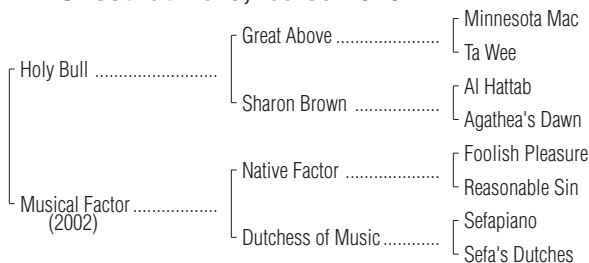 Minnesota Mac
Great Above ...................
Ta Wee
Holy Bull ..........................
Al Hattab
Sharon Brown ...................
Agathea's Dawn
Foolish Pleasure
Native Factor .....................
Reasonable Sin
Musical Factor ...................
(2002)
Sefapiano
Dutchess of Music .............
Sefa's Dutches